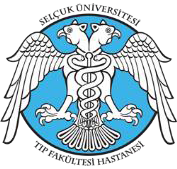 SELÇUK ÜNİVERSİTESİ
TIP FAKÜLTESİ HASTANESİ